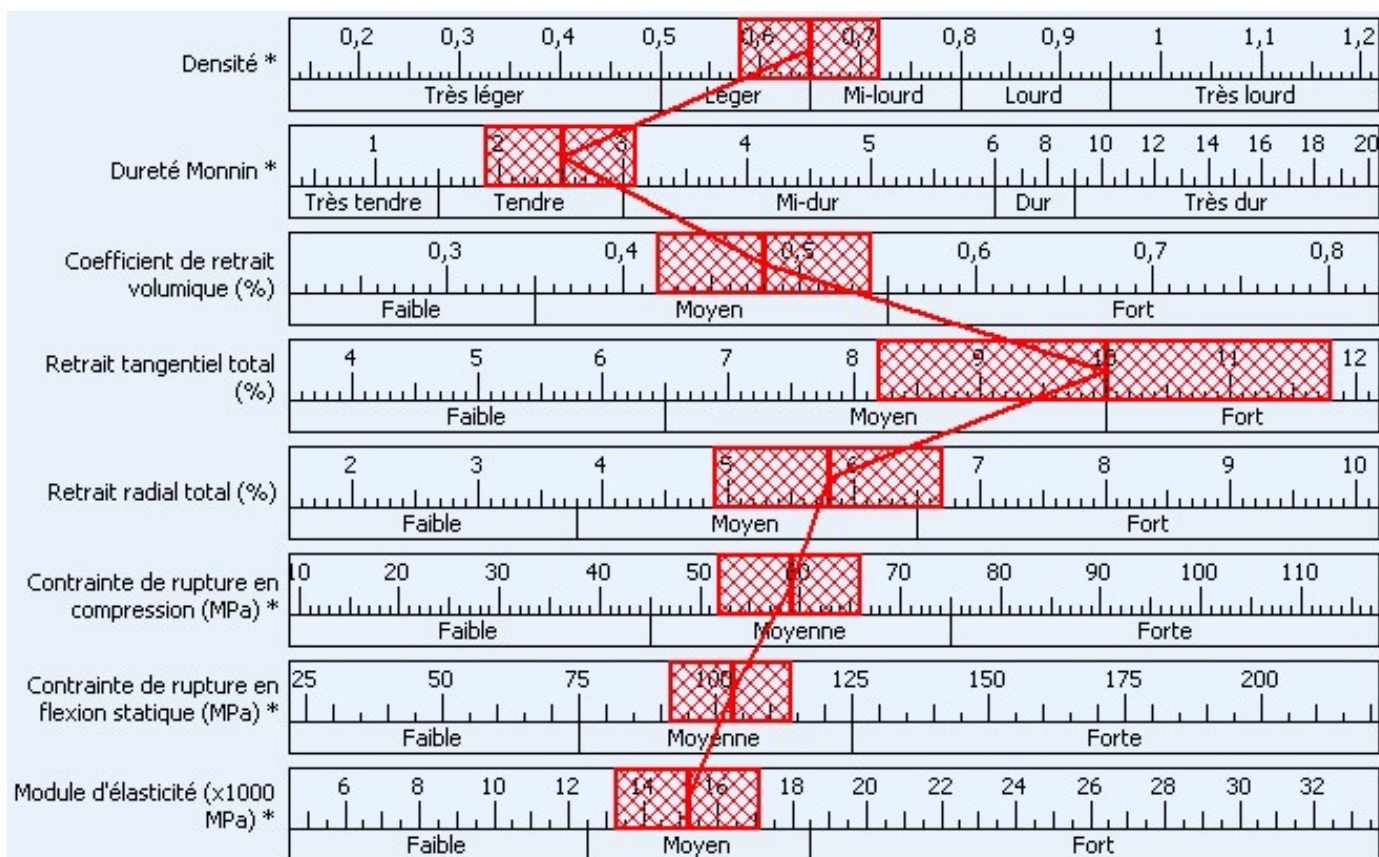 0,2 0,3 0,4 0,5 0,6 0,7 0,8 0,9 1 1,1 1,2
Densité *
Très léger Léger Mi-lourd Lourd Très lourd
1 2 3 4 5 6 8 10 12 14 16 18 20
Dureté Monnin *
Très tendre Tendre Mi-dur Dur Très dur
0,3 0,4 0,5 0,6 0,7 0,8
Coefficient de retrait
volumique (%)
Faible Moyen Fort
4 5 6 7 8 9 10 11 12
Retrait tangentiel total
(%)
Faible Moyen Fort
2 3 4 5 6 7 8 9 10
Retrait radial total (%)
Faible Moyen Fort
10 20 30 40 50 60 70 80 90 100 110
Contrainte de rupture en
compression (MPa) *
Faible Moyenne Forte
25 50 75 100 125 150 175 200
Contrainte de rupture en
flexion statique (MPa) *
Faible Moyenne Forte
6 8 10 12 14 16 18 20 22 24 26 28 30 32
Module d'élasticité (x1000
MPa) *
Faible Moyen Fort